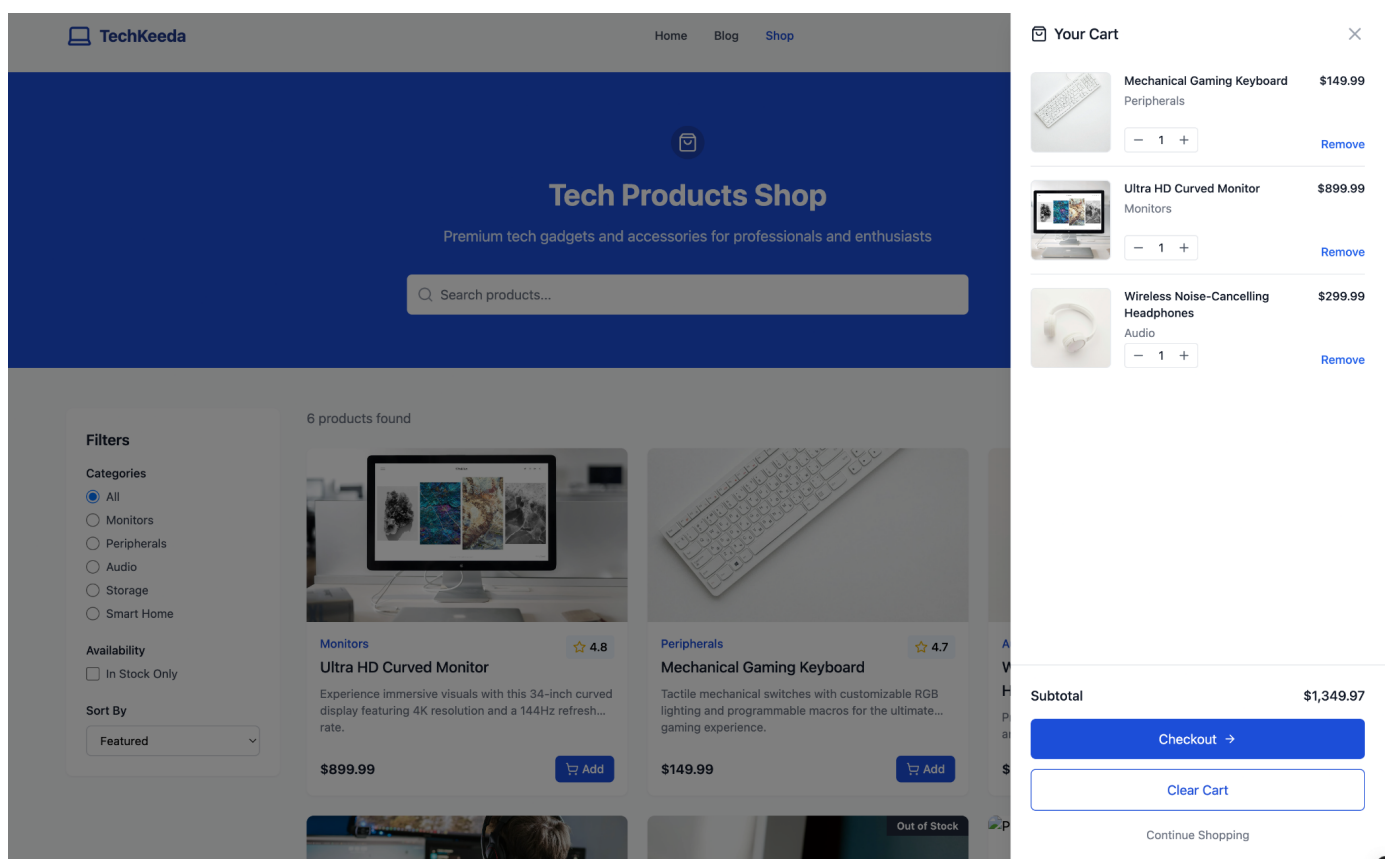 TechKeeda
Home
Blog
Shop
Tech Products Shop
Premium tech gadgets and accessories for professionals and enthusiasts
Search products...
Filters
Categories
All
Monitors
Peripherals
Audio
Storage
Smart Home
Availability
In Stock Only
Sort By
Featured
6 products found
Monitors
4.8
Ultra HD Curved Monitor
Experience immersive visuals with this 34-inch curved
display featuring 4K resolution and a 144Hz refresh...
rate.
$899.99
Add
Peripherals
4.7
Mechanical Gaming Keyboard
Tactile mechanical switches with customizable RGB
lighting and programmable macros for the ultimate...
gaming experience.
$149.99
Add
Out of Stock
Your Cart
Mechanical Gaming Keyboard
$149.99
Peripherals
1
Remove
Ultra HD Curved Monitor
$899.99
Monitors
1
Remove
Wireless Noise-Cancelling
Headphones
$299.99
Audio
1
Remove
Subtotal
$1,349.97
Checkout →
Clear Cart
Continue Shopping